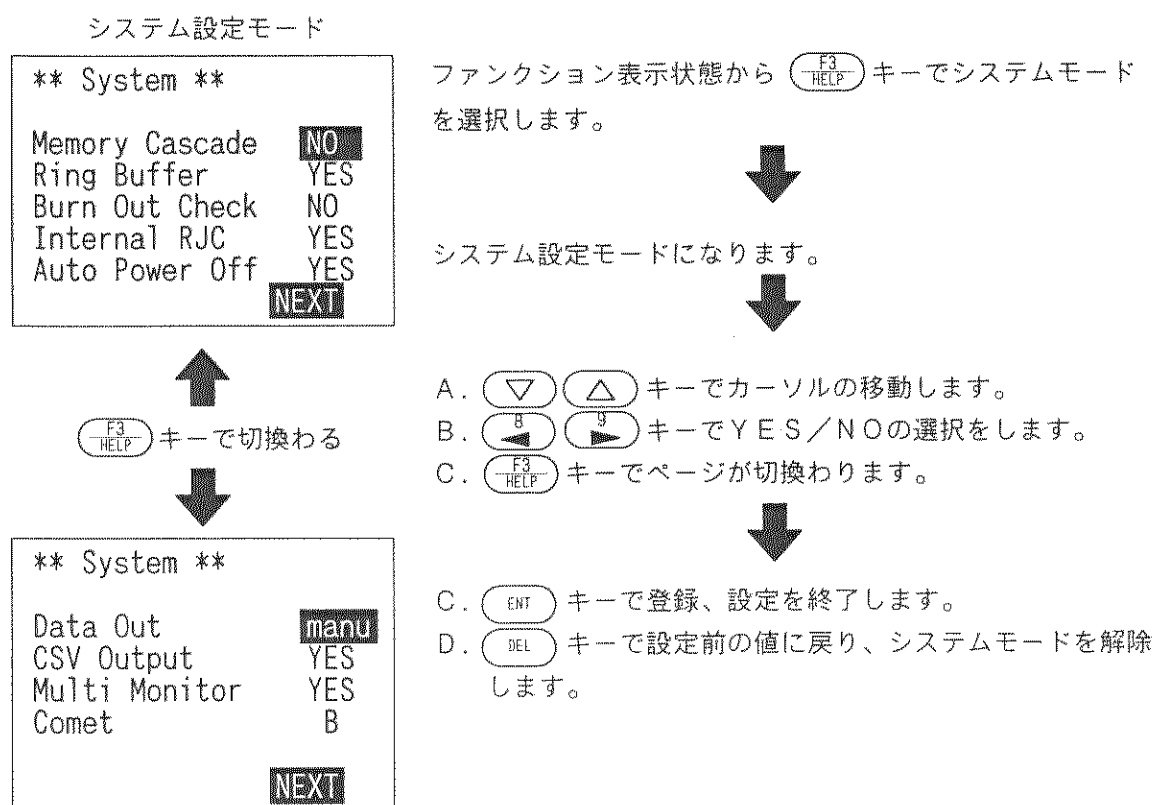 システム設定モード
** System **
Memory Cascade NO
Ring Buffer YES
Burn Out Check NO
Internal RJC YES
Auto Power Off YES
NEXT
F3
HELP
キーで切換わる
** System **
Data Out manu
CSV Output YES
Multi Monitor YES
Comet B
NEXT
ファンクション表示状態から F3 HELP キーでシステムモード
を選択します。
システム設定モードになります。
A. ▽ △ キーでカーソルの移動します。
B. 8 ◀ 9 ▶ キーでＹＥＳ／ＮＯの選択をします。
C. F3 HELP キーでページが切換わります。
C. ENT キーで登録、設定を終了します。
D. DEL キーで設定前の値に戻り、システムモードを解除
します。